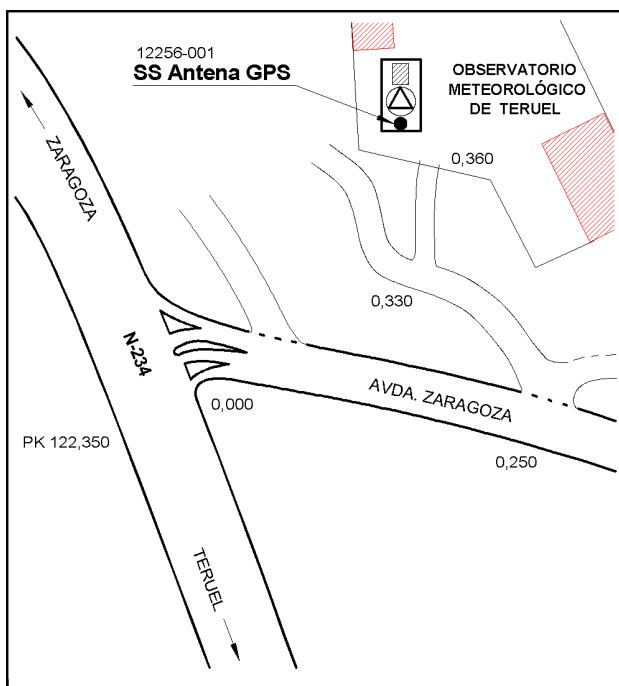 12256-001
SS Antena GPS
OBSERVATORIO
METEOROLÓGICO
DE TERUEL
0,360
ZARAGOZA
0,330
N-234
AVDA. ZARAGOZA
0,000
PK 122,350
0,250
TERUEL